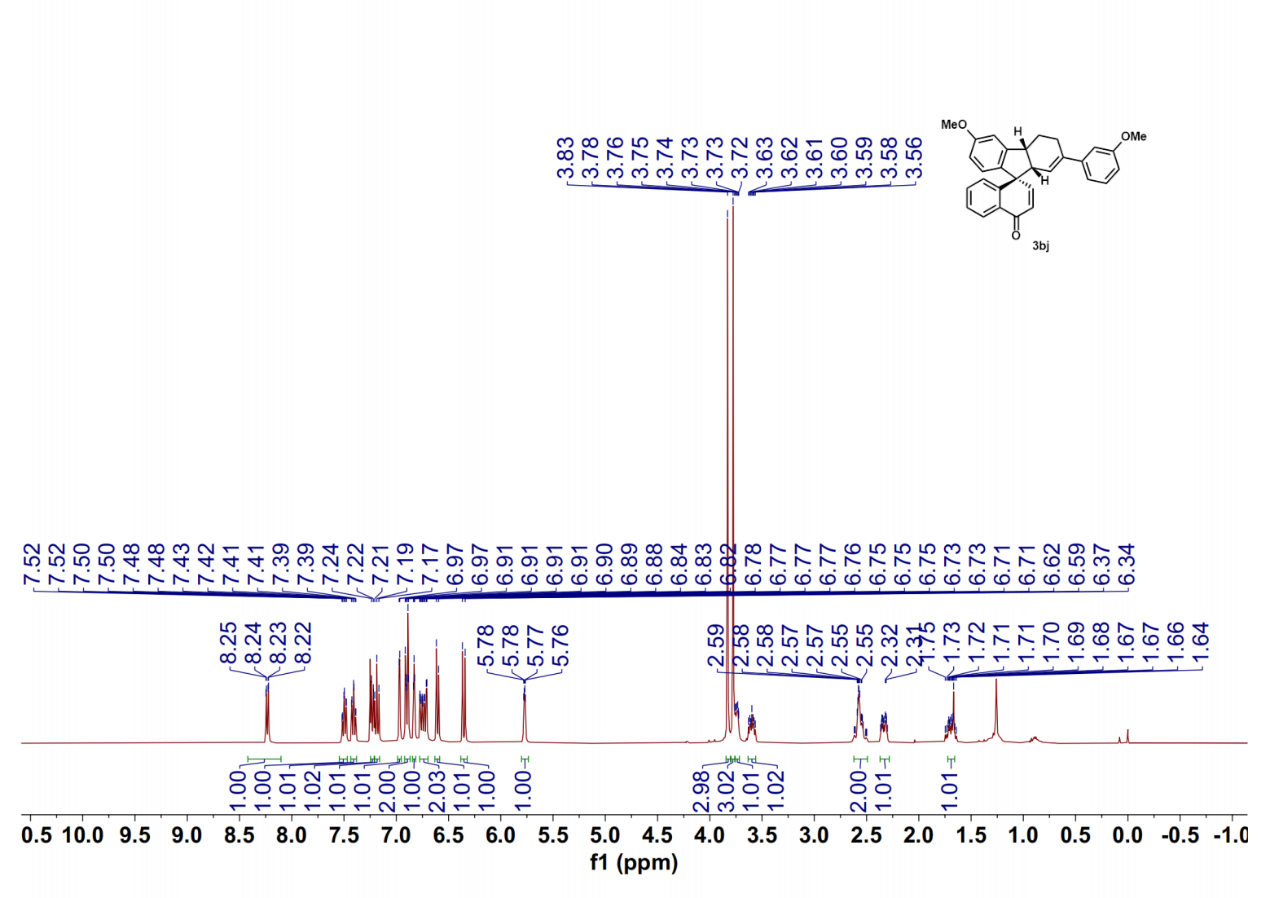 3.83 3.78 3.76 3.75 3.74 3.73 3.73 3.72 3.63 3.62 3.61 3.60 3.59 3.58 3.56
MeO
H
OMe
H
O
3bj
7.52 7.52 7.50 7.50 7.48 7.48 7.43 7.42 7.41 7.41 7.39 7.39 7.24 7.22 7.21 7.19 7.17 6.97 6.97 6.91 6.91 6.91 6.91 6.90 6.89 6.88 6.84 6.83 6.82 6.78 6.77 6.77 6.77 6.76 6.75 6.75 6.75 6.73 6.73 6.71 6.71 6.62 6.59 6.37 6.34
8.25 8.24 8.23 8.22
5.78 5.78 5.77 5.76
2.59 2.58 2.58 2.57 2.57 2.55 2.55 2.32 2.31 1.75 1.73 1.72 1.71 1.71 1.70 1.69 1.68 1.67 1.67 1.66 1.64
1.00 1.00 1.01 1.02 1.01 1.01 2.00 1.00 2.03 1.01 1.00 1.00 2.98 3.02 1.01 1.02 2.00 1.01 1.01
0.5 10.0 9.5 9.0 8.5 8.0 7.5 7.0 6.5 6.0 5.5 5.0 4.5 4.0 3.5 3.0 2.5 2.0 1.5 1.0 0.5 0.0 -0.5 -1.0
f1 (ppm)